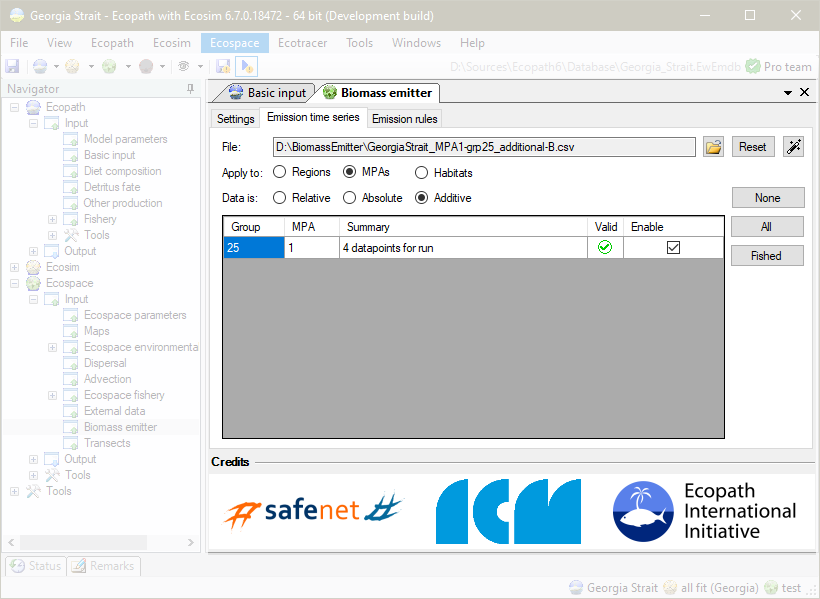 Georgia Strait - Ecopath with Ecosim 6.7.0.18472 - 64 bit (Development build)
File View Ecopath Ecosim Ecospace Ecotracer Tools Windows Help
D:\Sources\Ecopath6\Database\Georgia_Strait.EwEmdb Pro team
Navigator
Ecopath
Input
Model parameters
Basic input
Diet composition
Detritus fate
Other production
Fishery
Tools
Output
Ecosim
Ecospace
Input
Ecospace parameters
Maps
Ecospace environmenta
Dispersal
Advection
Ecospace fishery
External data
Biomass emitter
Transects
Output
Tools
Tools
Status Remarks
Basic input Biomass emitter
Settings Emission time series Emission rules
File: D:\BiomassEmitter\GeorgiaStrait_MPA1-grp25_additional-B.csv Reset
Apply to: Regions MPAs Habitats
Data is: Relative Absolute Additive
None
All
Fished
Group MPA Summary Valid Enable
25 1 4 datapoints for run
Credits
safenet
ICM
Ecopath
International
Initiative
Georgia Strait all fit (Georgia) test